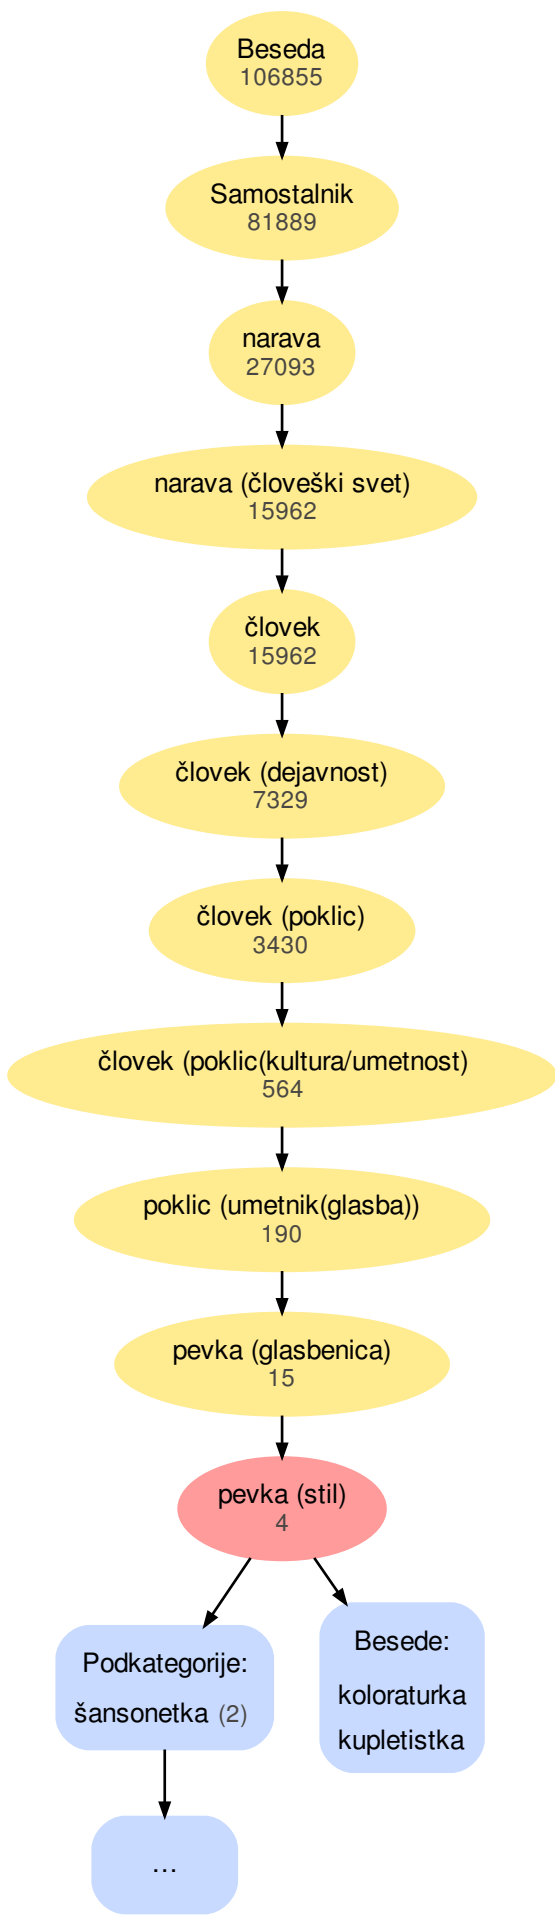 Beseda
106855
Samostalnik
81889
narava
27093
narava (človeški svet)
15962
človek
15962
človek (dejavnost)
7329
človek (poklic)
3430
človek (poklic(kultura/umetnost)
564
poklic (umetnik(glasba))
190
pevka (glasbenica)
15
pevka (stil)
4
Podkategorije:
šansonetka (2)
Besede:
koloraturka
kupletistka
...